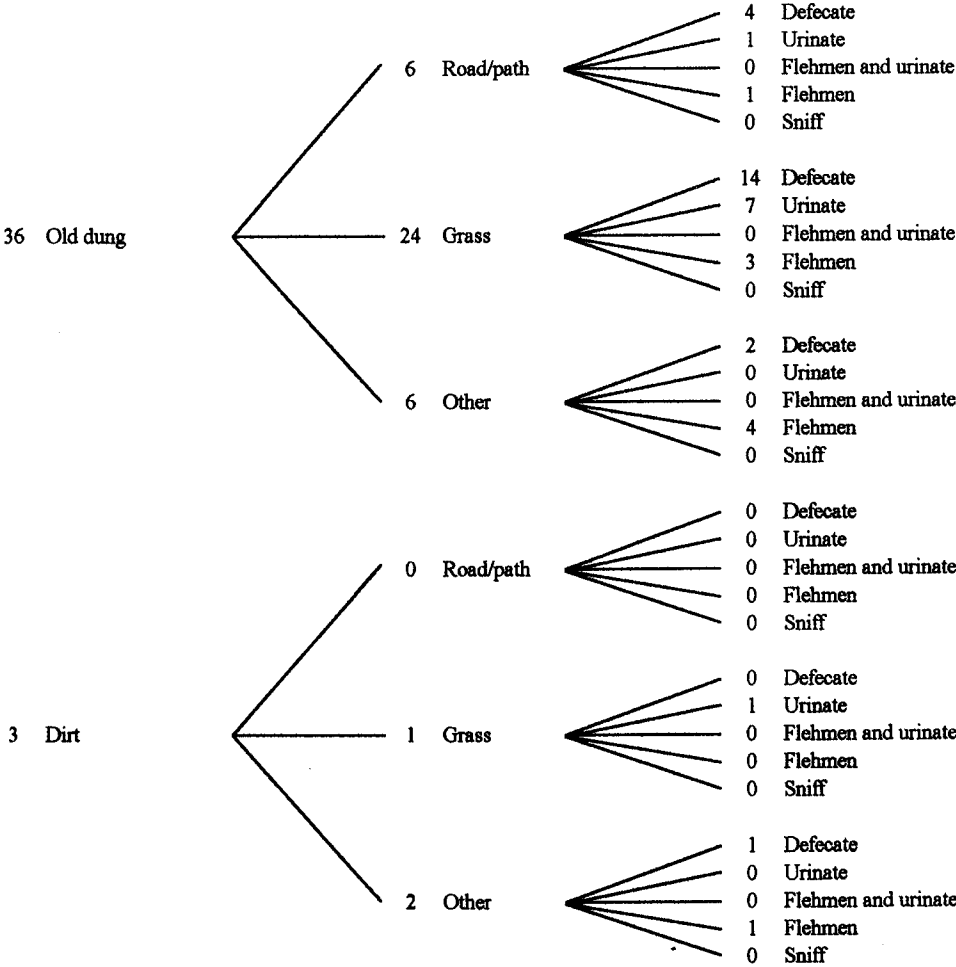 4 Defecate
1 Urinate
6 Road/path
0 Flehmen and urinate
1 Flehmen
0 Sniff
14 Defecate
7 Urinate
36 Old dung
24 Grass
0 Flehmen and urinate
3 Flehmen
0 Sniff
2 Defecate
0 Urinate
6 Other
0 Flehmen and urinate
4 Flehmen
0 Sniff
0 Defecate
0 Urinate
0 Road/path
0 Flehmen and urinate
0 Flehmen
0 Sniff
0 Defecate
1 Urinate
3 Dirt
1 Grass
0 Flehmen and urinate
0 Flehmen
0 Sniff
1 Defecate
0 Urinate
2 Other
0 Flehmen and urinate
1 Flehmen
0 Sniff